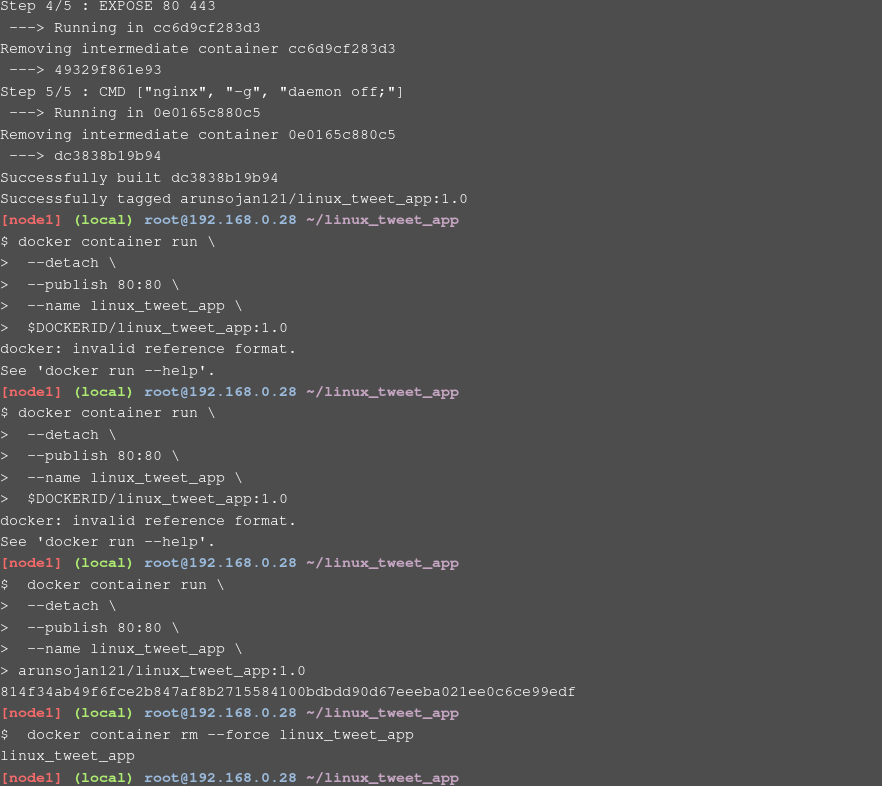 Step 4/5 : EXPOSE 80 443
 ---> Running in cc6d9cf283d3
Removing intermediate container cc6d9cf283d3
 ---> 49329f861e93
Step 5/5 : CMD ["nginx", "-g", "daemon off;"]
 ---> Running in 0e0165c880c5
Removing intermediate container 0e0165c880c5
 ---> dc3838b19b94
Successfully built dc3838b19b94
Successfully tagged arunsojan121/linux_tweet_app:1.0
[node1] (local) root@192.168.0.28 ~/linux_tweet_app
$ docker container run \
>  --detach \
>  --publish 80:80 \
>  --name linux_tweet_app \
>  $DOCKERID/linux_tweet_app:1.0
docker: invalid reference format.
See 'docker run --help'.
[node1] (local) root@192.168.0.28 ~/linux_tweet_app
$ docker container run \
>  --detach \
>  --publish 80:80 \
>  --name linux_tweet_app \
>  $DOCKERID/linux_tweet_app:1.0
docker: invalid reference format.
See 'docker run --help'.
[node1] (local) root@192.168.0.28 ~/linux_tweet_app
$  docker container run \
>  --detach \
>  --publish 80:80 \
>  --name linux_tweet_app \
> arunsojan121/linux_tweet_app:1.0
814f34ab49f6fce2b847af8b2715584100bdbdd90d67eeeba021ee0c6ce99edf
[node1] (local) root@192.168.0.28 ~/linux_tweet_app
$  docker container rm --force linux_tweet_app
linux_tweet_app
[node1] (local) root@192.168.0.28 ~/linux_tweet_app